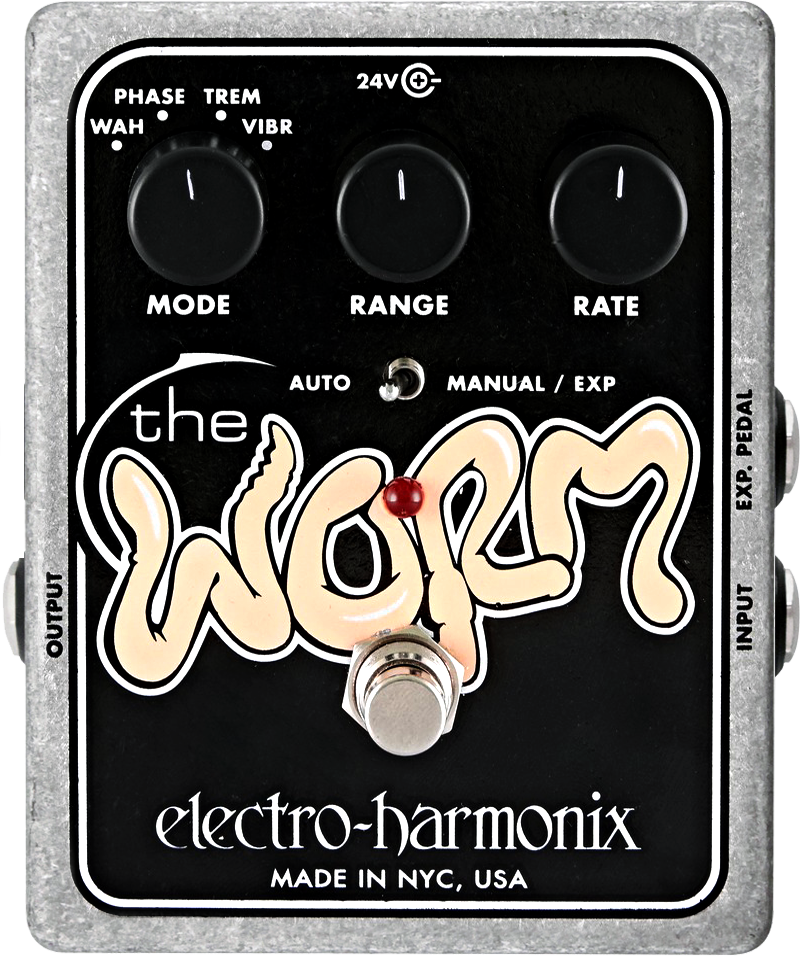 24V
PHASE TREM
WAH VIBR
MODE RANGE RATE
AUTO MANUAL / EXP
the
WORM
EXP. PEDAL
OUTPUT
INPUT
electro-harmonix
MADE IN NYC, USA